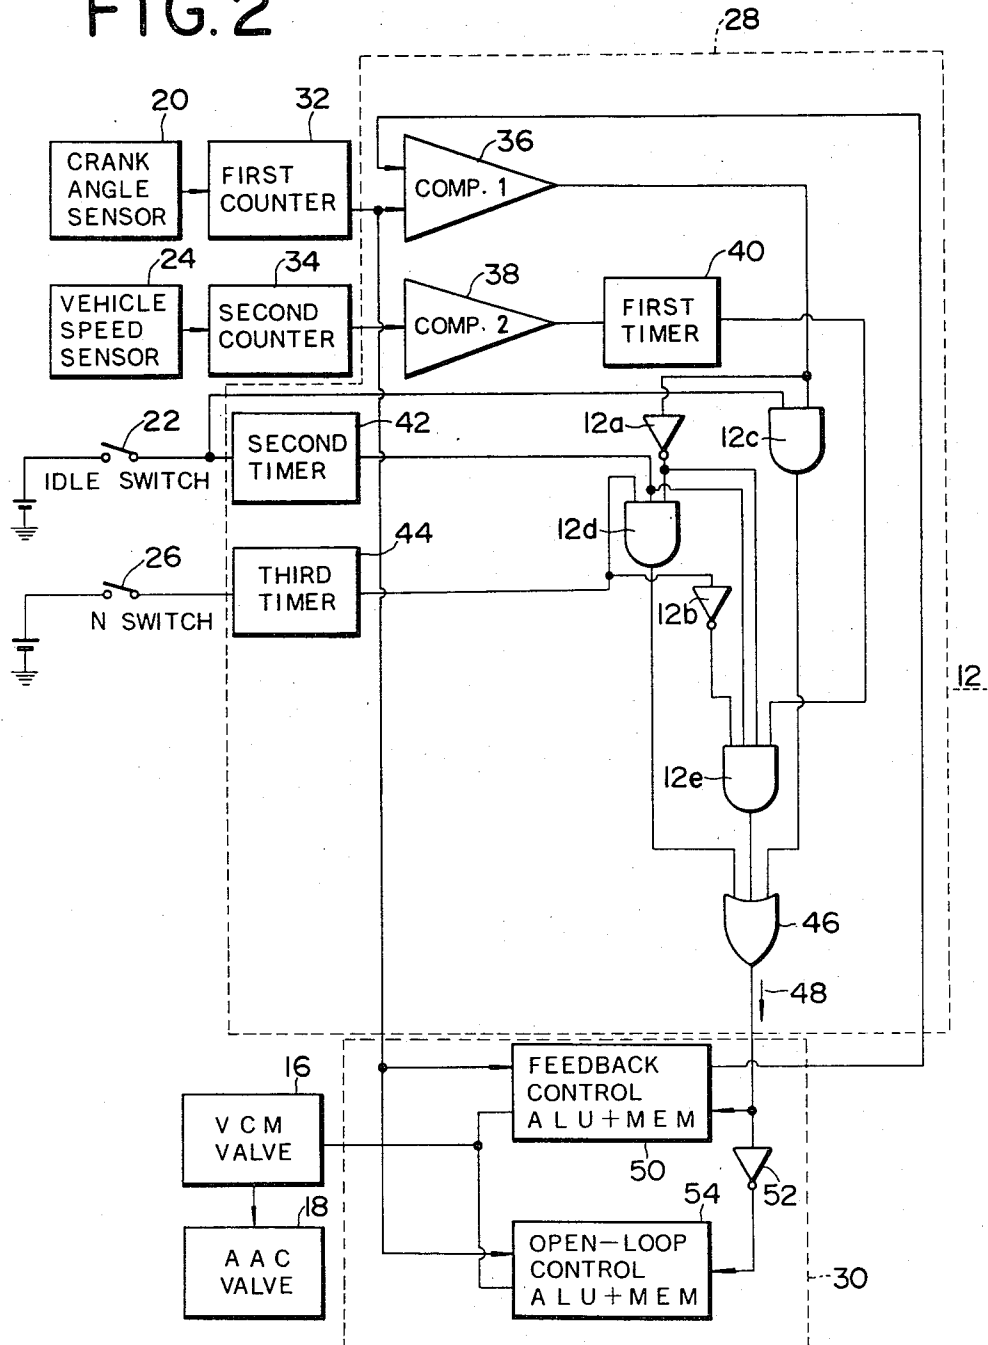 FIG. 2
28
20
32
CRANK
ANGLE
SENSOR
FIRST
COUNTER
36
COMP. 1
24
34
VEHICLE
SPEED
SENSOR
SECOND
COUNTER
38
COMP. 2
40
FIRST
TIMER
22
IDLE SWITCH
42
SECOND
TIMER
12a
12c
12d
26
N SWITCH
44
THIRD
TIMER
12b
12
12e
46
48
16
VCM
VALVE
FEEDBACK
CONTROL
ALU+MEM
50
52
18
AAC
VALVE
54
OPEN-LOOP
CONTROL
ALU+MEM
30